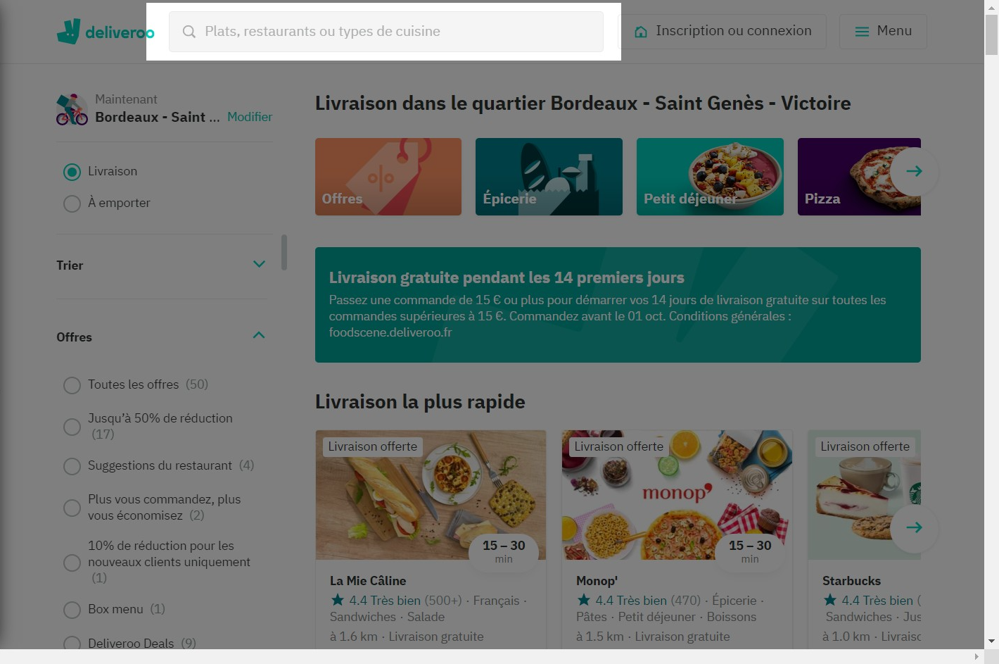 deliveroo
Plats, restaurants ou types de cuisine
Inscription ou connexion
Menu
Maintenant
Bordeaux - Saint ...
Modifier
Livraison
À emporter
Trier
Offres
Toutes les offres (50)
Jusqu’à 50% de réduction
(17)
Suggestions du restaurant (4)
Plus vous commandez, plus
vous économisez (2)
10% de réduction pour les
nouveaux clients uniquement
(1)
Box menu (1)
Deliveroo Deals (9)
Livraison dans le quartier Bordeaux - Saint Genès - Victoire
Offres
Épicerie
Petit déjeuner
Pizza
Livraison gratuite pendant les 14 premiers jours
Passez une commande de 15 € ou plus pour démarrer vos 14 jours de livraison gratuite sur toutes les
commandes supérieures à 15 €. Commandez avant le 01 oct. Conditions générales :
foodscene.deliveroo.fr
Livraison la plus rapide
Livraison offerte
15 – 30
min
La Mie Câline
4.4 Très bien (500+) · Français ·
Sandwiches · Salade
à 1.6 km · Livraison gratuite
Livraison offerte
monop'
15 – 30
min
Monop'
4.4 Très bien (470) · Épicerie ·
Pâtes · Petit déjeuner · Boissons
à 1.5 km · Livraison gratuite
Livraison offerte
Starbucks
4.4 Très bien (
Sandwiches · Jus
à 1.0 km · Livraisc